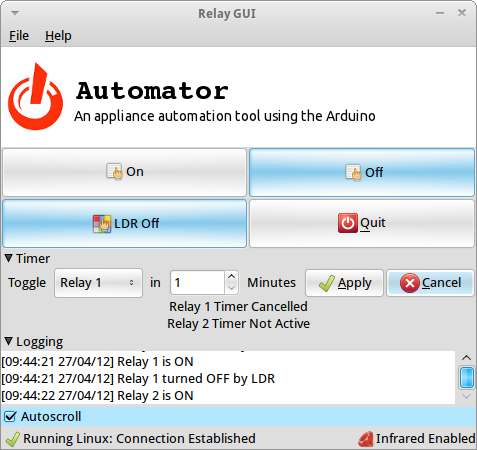 Relay GUI
File Help
Automator
An appliance automation tool using the Arduino
On Off
LDR Off Quit
Timer
Toggle Relay 1 in 1 Minutes Apply Cancel
Relay 1 Timer Cancelled
Relay 2 Timer Not Active
Logging
[09:44:21 27/04/12] Relay 1 is ON
[09:44:21 27/04/12] Relay 1 turned OFF by LDR
[09:44:22 27/04/12] Relay 2 is ON
Autoscroll
Running Linux: Connection Established Infrared Enabled